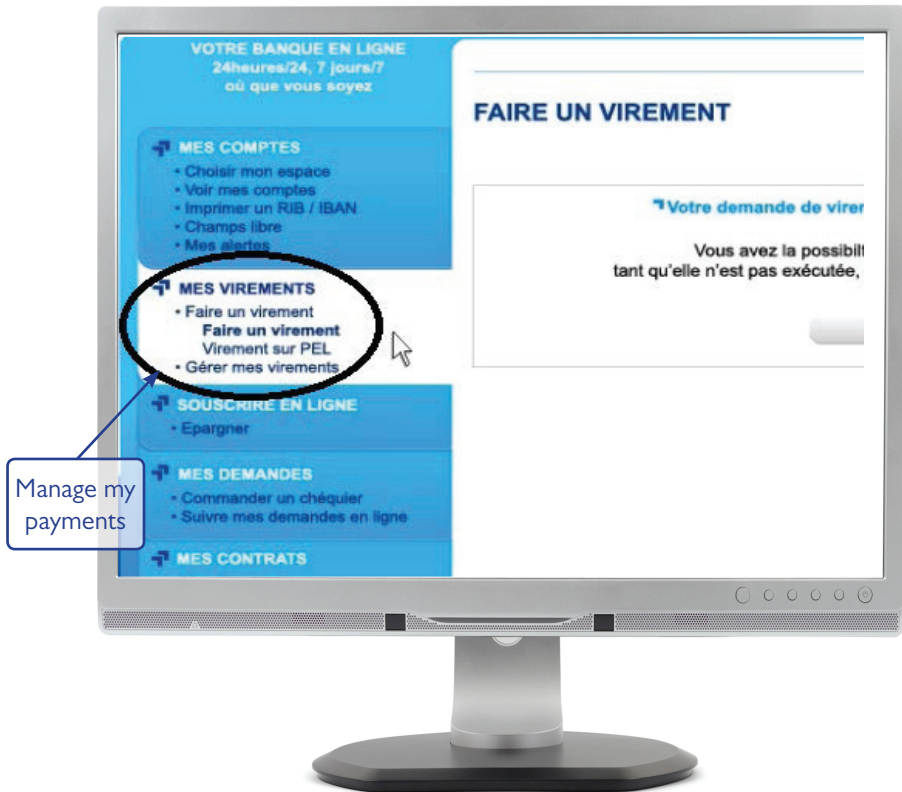 VOTRE BANQUE EN LIGNE
24heures/24, 7 jours/7
où que vous soyez
MES COMPTES
• Choisir mon espace
• Voir mes comptes
• Imprimer un RIB / IBAN
• Champs libre
• Mes alertes
MES VIREMENTS
• Faire un virement
Faire un virement
Virement sur PEL
• Gérer mes virements
SOUSCRIRE EN LIGNE
• Epargner
MES DEMANDES
• Commander un chéquier
• Suivre mes demandes en ligne
MES CONTRATS
FAIRE UN VIREMENT
Votre demande de virer
Vous avez la possibilt
tant qu'elle n'est pas exécutée,
Manage my
payments